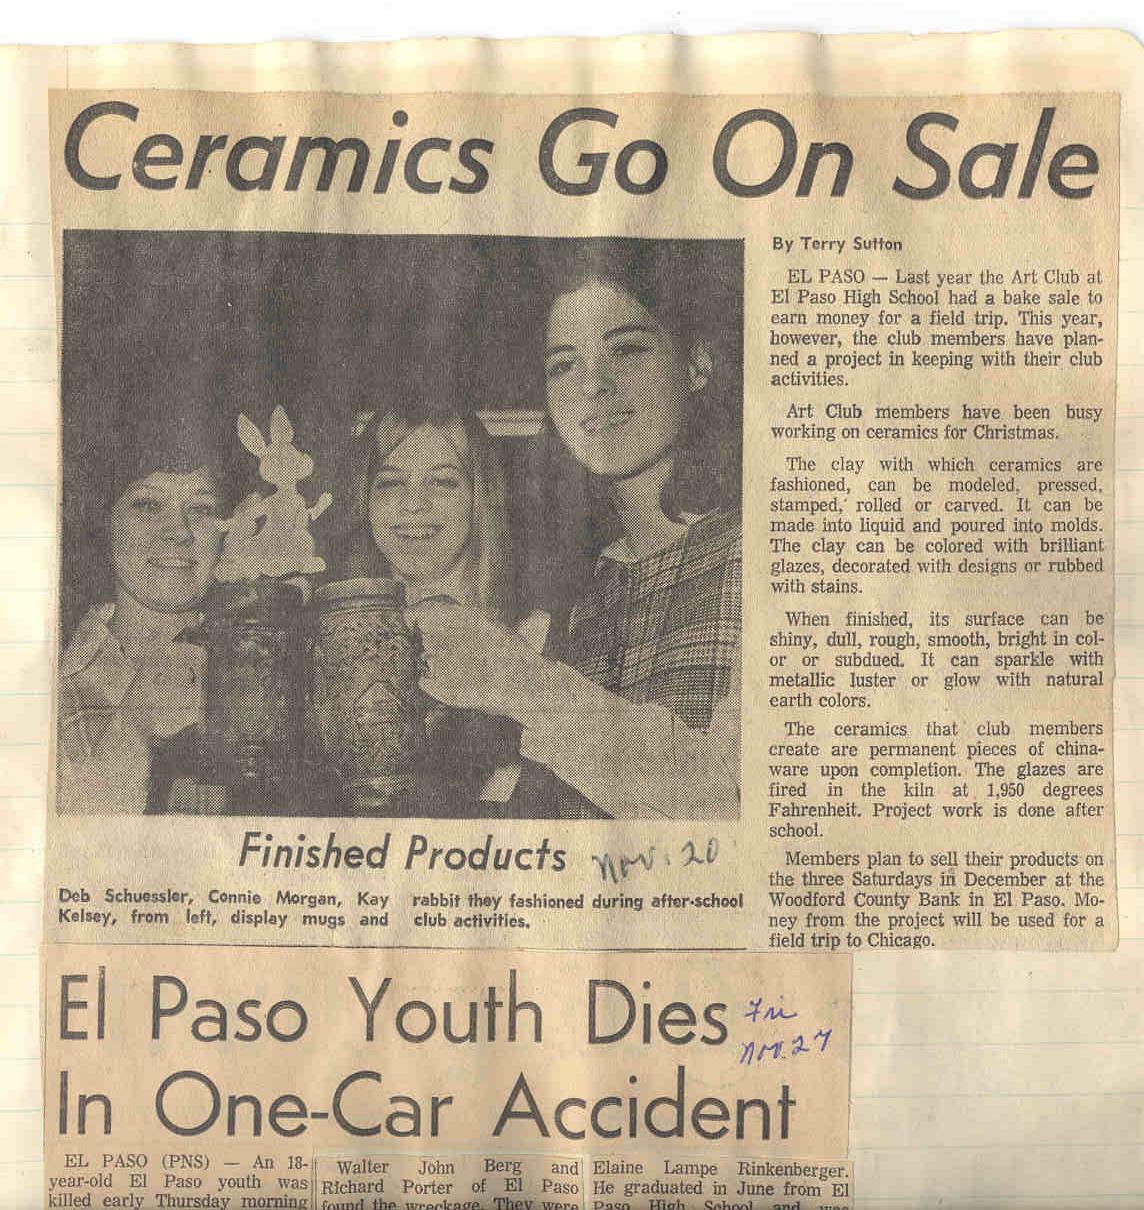 Ceramics Go On Sale
By Terry Sutton
EL PASO — Last year the Art Club at
El Paso High School had a bake sale to
earn money for a field trip. This year,
however, the club members have plan-
ned a project in keeping with their club
activities.
Art Club members have been busy
working on ceramics for Christmas.
The clay with which ceramics are
fashioned, can be modeled, pressed,
stamped, rolled or carved. It can be
made into liquid and poured into molds.
The clay can be colored with brilliant
glazes, decorated with designs or rubbed
with stains.
When finished, its surface can be
shiny, dull, rough, smooth, bright in col-
or or subdued. It can sparkle with
metallic luster or glow with natural
earth colors.
The ceramics that club members
create are permanent pieces of china-
ware upon completion. The glazes are
fired in the kiln at 1,950 degrees
Fahrenheit. Project work is done after
school.
Members plan to sell their products on
the three Saturdays in December at the
Woodford County Bank in El Paso. Mo-
ney from the project will be used for a
field trip to Chicago.
Finished Products
Nov. 20
Deb Schuessler, Connie Morgan, Kay
Kelsey, from left, display mugs and
rabbit they fashioned during after-school
club activities.
El Paso Youth Dies
In One-Car Accident
Fri
Nov. 27
EL PASO (PNS) — An 18-
year-old El Paso youth was
killed early Thursday morning
Walter John Berg and
Richard Porter of El Paso
found the wreckage. They were
Elaine Lampe Rinkenberger.
He graduated in June from El
Paso High School and was